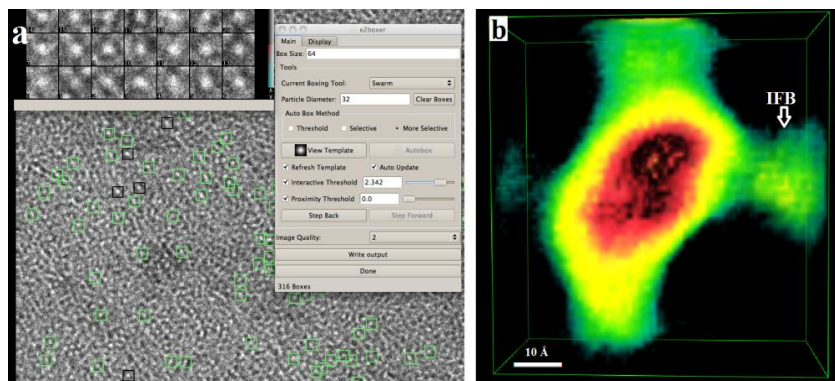 a
e2boxer
Main Display
Box Size: 64
Tools
Current Boxing Tool: Swarm
Particle Diameter: 32 Clear Boxes
Auto Box Method
Threshold Selective More Selective
View Template Autobox
Refresh Template Auto Update
Interactive Threshold 2.342
Proximity Threshold 0.0
Step Back Step Forward
Image Quality: 2
Write output
Done
316 Boxes
b
IFB
10 Å